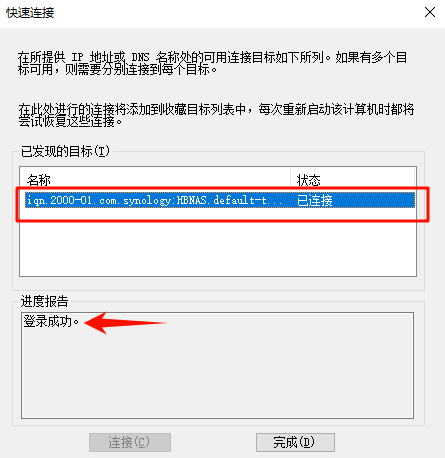 快速连接
在所提供 IP 地址或 DNS 名称处的可用连接目标如下所列。如果有多个目
标可用，则需要分别连接到每个目标。
在此处进行的连接将添加到收藏目标列表中，每次重新启动该计算机时都将
尝试恢复这些连接。
已发现的目标(I)
名称 状态
iqn.2000-01.com.synology:HBNAS.default-t... 已连接
进度报告
登录成功。
连接(C) 完成(D)